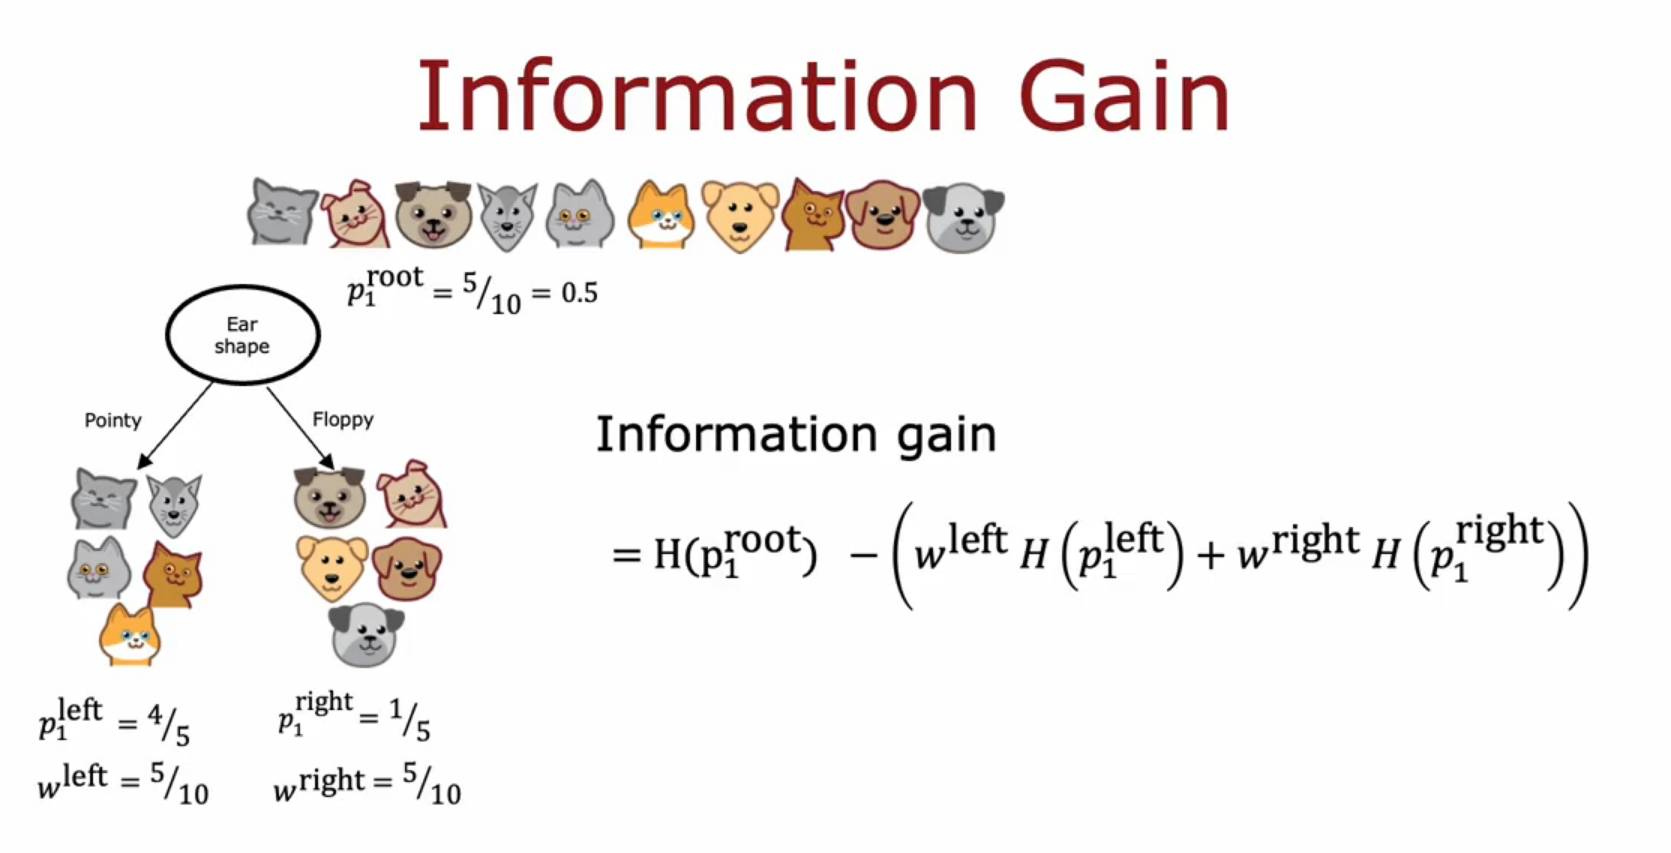 Information Gain
p₁^root = 5/10 = 0.5
Ear
shape
Pointy
Floppy
Information gain
= H(p₁^root) − (w^left H(p₁^left) + w^right H(p₁^right))
p₁^left = 4/5
p₁^right = 1/5
w^left = 5/10
w^right = 5/10